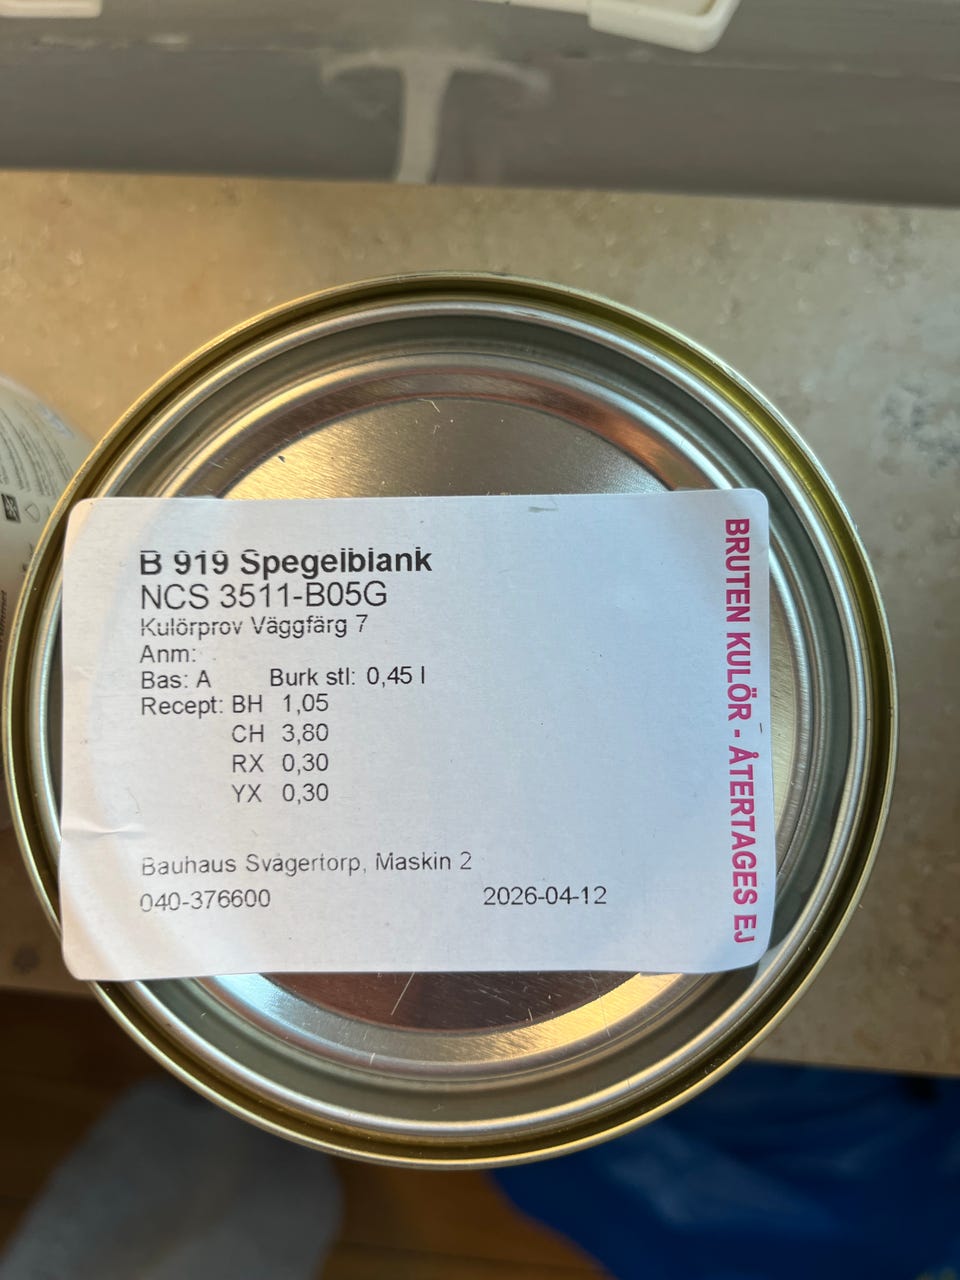 B 919 Spegelblank
NCS 3511-B05G
Kulörprov Väggfärg 7
Anm:
Bas: A Burk stl: 0,45 l
Recept: BH 1,05
CH 3,80
RX 0,30
YX 0,30
Bauhaus Svågertorp, Maskin 2
040-376600 2026-04-12
BRUTEN KULÖR - ÅTERTAGES EJ